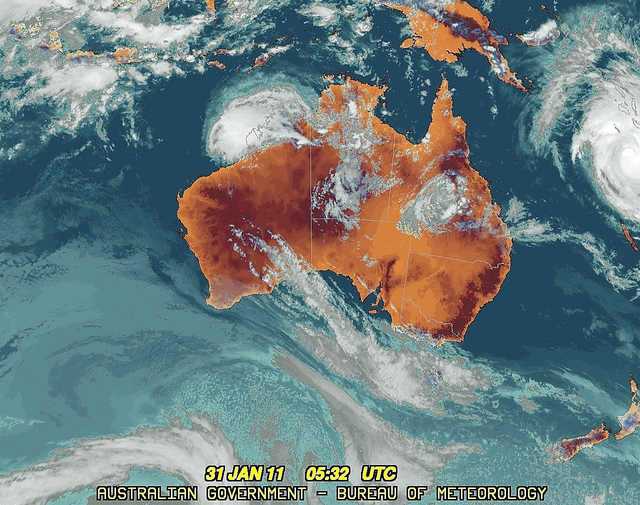 31 JAN 11 05:32 UTC
AUSTRALIAN GOVERNMENT - BUREAU OF METEOROLOGY